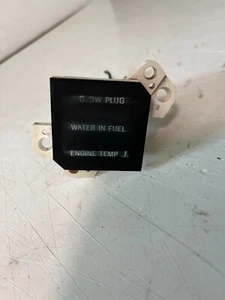 GLOW PLUG
WATER IN FUEL
ENGINE TEMP